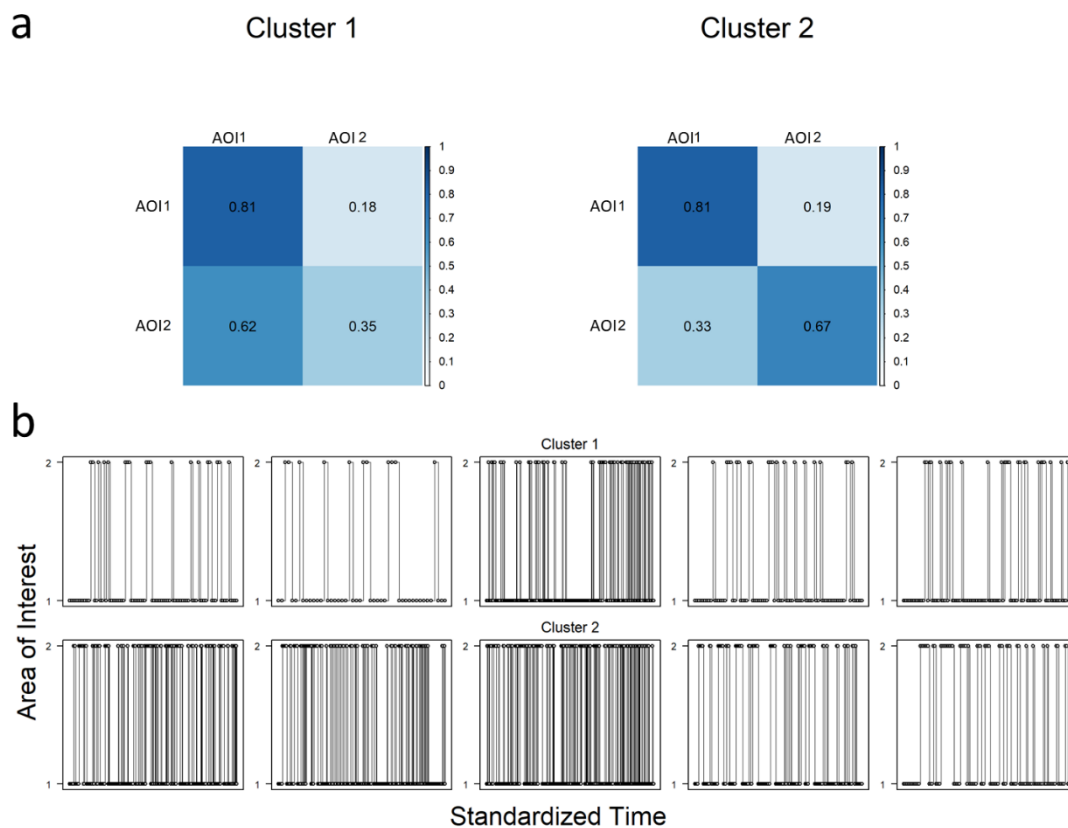 a
Cluster 1
Cluster 2
AOI1 AOI2
1
0.9
0.8
0.7
0.6
0.5
0.4
0.3
0.2
0.1
0
AOI1 0.81 0.18
AOI2 0.62 0.35
AOI1 AOI2
1
0.9
0.8
0.7
0.6
0.5
0.4
0.3
0.2
0.1
0
AOI1 0.81 0.19
AOI2 0.33 0.67
b
Cluster 1
2 2 2 2 2
1 1 1 1 1
Cluster 2
2 2 2 2 2
1 1 1 1 1
Area of Interest
Standardized Time